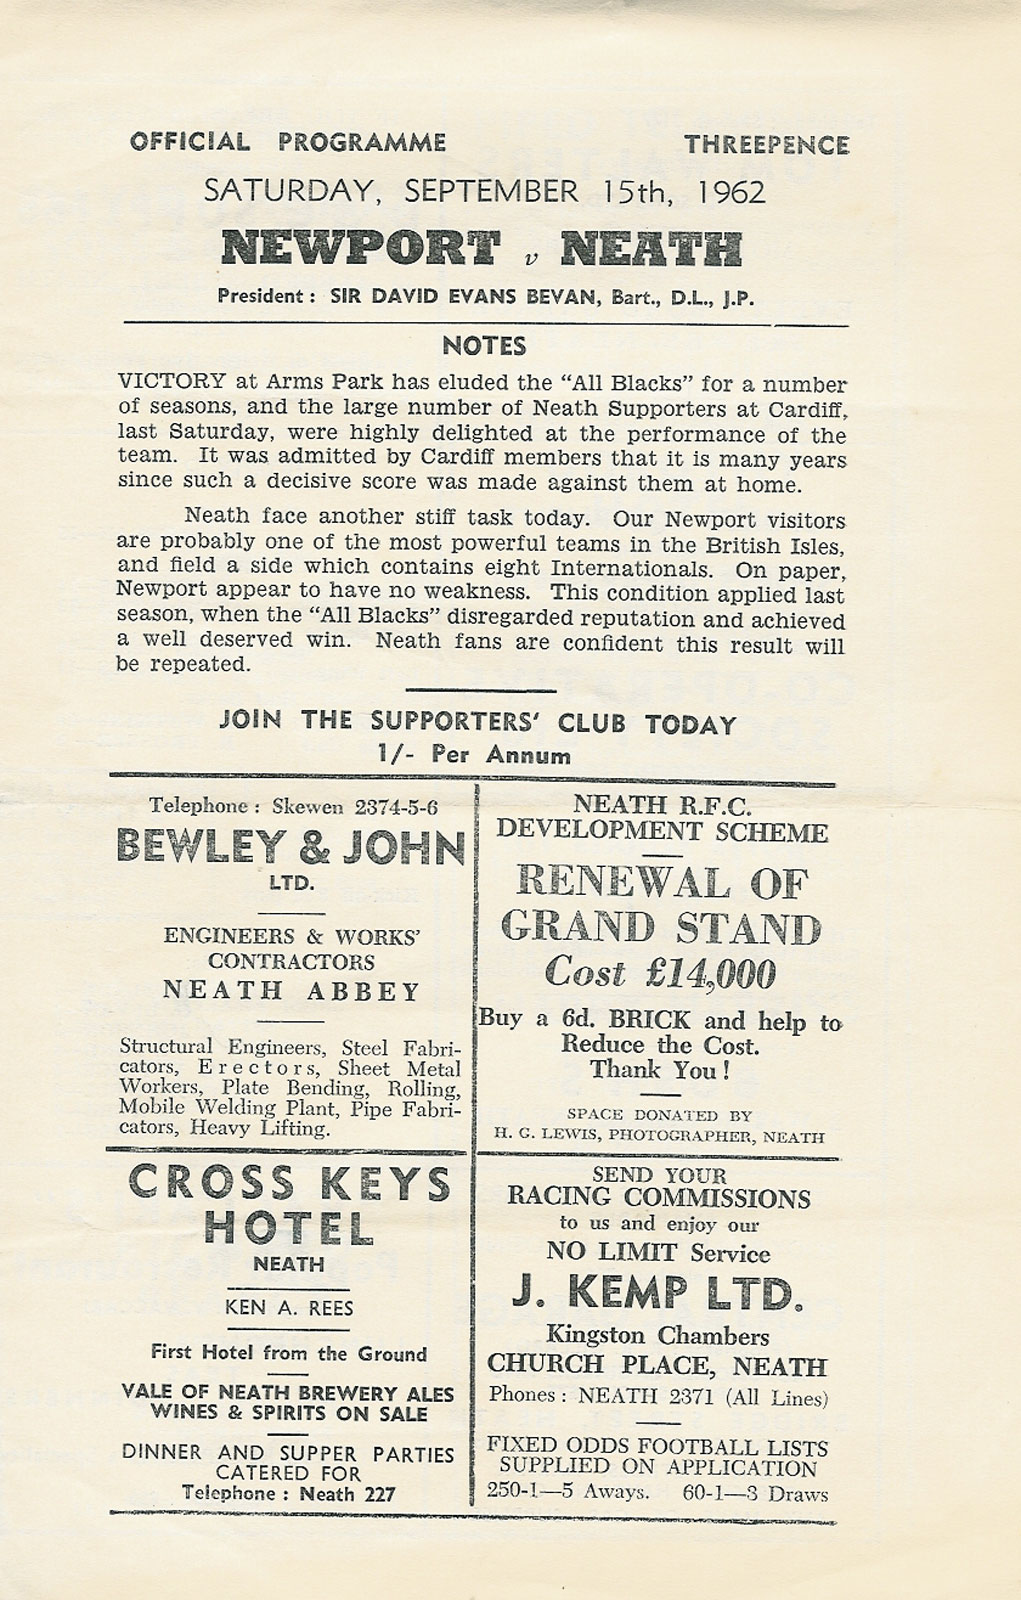 OFFICIAL PROGRAMME THREEPENCE
SATURDAY, SEPTEMBER 15th, 1962
NEWPORT v NEATH
President : SIR DAVID EVANS BEVAN, Bart., D.L., J.P.
NOTES
VICTORY at Arms Park has eluded the "All Blacks" for a number
of seasons, and the large number of Neath Supporters at Cardiff,
last Saturday, were highly delighted at the performance of the
team. It was admitted by Cardiff members that it is many years
since such a decisive score was made against them at home.
Neath face another stiff task today. Our Newport visitors
are probably one of the most powerful teams in the British Isles,
and field a side which contains eight Internationals. On paper,
Newport appear to have no weakness. This condition applied last
season, when the "All Blacks" disregarded reputation and achieved
a well deserved win. Neath fans are confident this result will
be repeated.
JOIN THE SUPPORTERS' CLUB TODAY
1/- Per Annum
Telephone : Skewen 2374-5-6
BEWLEY & JOHN
LTD.
ENGINEERS & WORKS'
CONTRACTORS
NEATH ABBEY
Structural Engineers, Steel Fabri-
cators, Erectors, Sheet Metal
Workers, Plate Bending, Rolling,
Mobile Welding Plant, Pipe Fabri-
cators, Heavy Lifting.
NEATH R.F.C.
DEVELOPMENT SCHEME
RENEWAL OF
GRAND STAND
Cost £14,000
Buy a 6d. BRICK and help to
Reduce the Cost.
Thank You !
SPACE DONATED BY
H. G. LEWIS, PHOTOGRAPHER, NEATH
CROSS KEYS
HOTEL
NEATH
KEN A. REES
First Hotel from the Ground
VALE OF NEATH BREWERY ALES
WINES & SPIRITS ON SALE
DINNER AND SUPPER PARTIES
CATERED FOR
Telephone : Neath 227
SEND YOUR
RACING COMMISSIONS
to us and enjoy our
NO LIMIT Service
J. KEMP LTD.
Kingston Chambers
CHURCH PLACE, NEATH
Phones : NEATH 2371 (All Lines)
FIXED ODDS FOOTBALL LISTS
SUPPLIED ON APPLICATION
250-1—5 Aways. 60-1—3 Draws